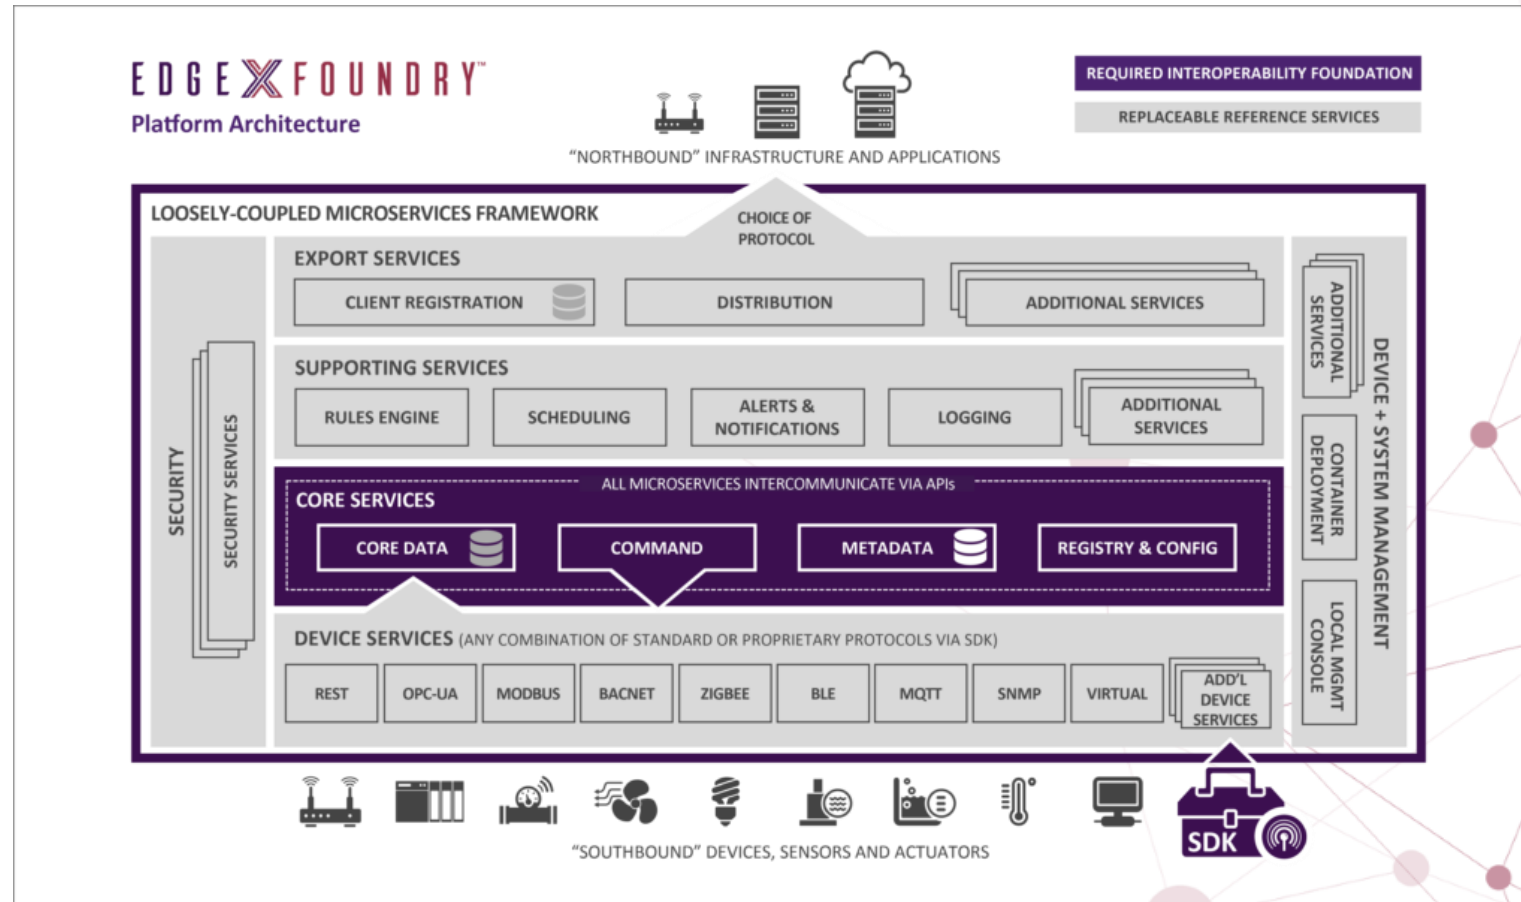 EDGE X FOUNDRY™
Platform Architecture
REQUIRED INTEROPERABILITY FOUNDATION
REPLACEABLE REFERENCE SERVICES
“NORTHBOUND” INFRASTRUCTURE AND APPLICATIONS
LOOSELY-COUPLED MICROSERVICES FRAMEWORK
CHOICE OF
PROTOCOL
SECURITY
SECURITY SERVICES
EXPORT SERVICES
CLIENT REGISTRATION
DISTRIBUTION
ADDITIONAL SERVICES
SUPPORTING SERVICES
RULES ENGINE
SCHEDULING
ALERTS &
NOTIFICATIONS
LOGGING
ADDITIONAL
SERVICES
ALL MICROSERVICES INTERCOMMUNICATE VIA APIs
CORE SERVICES
CORE DATA
COMMAND
METADATA
REGISTRY & CONFIG
DEVICE SERVICES (ANY COMBINATION OF STANDARD OR PROPRIETARY PROTOCOLS VIA SDK)
REST
OPC-UA
MODBUS
BACNET
ZIGBEE
BLE
MQTT
SNMP
VIRTUAL
ADD'L
DEVICE
SERVICES
ADDITIONAL
SERVICES
CONTAINER
DEPLOYMENT
LOCAL MGMT
CONSOLE
DEVICE + SYSTEM MANAGEMENT
SDK
“SOUTHBOUND” DEVICES, SENSORS AND ACTUATORS